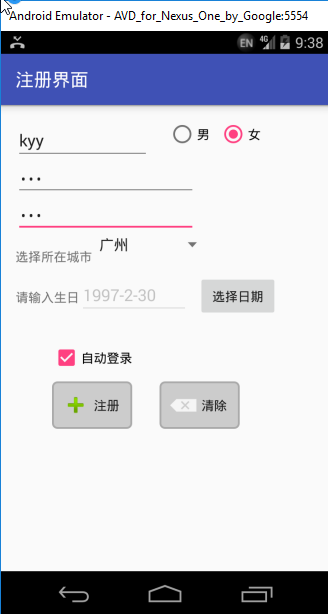 Android Emulator - AVD_for_Nexus_One_by_Google:5554
EN 4G 9:38
注册界面
kyy 男 女
•••
•••
选择所在城市 广州
请输入生日 1997-2-30 选择日期
自动登录
注册 清除